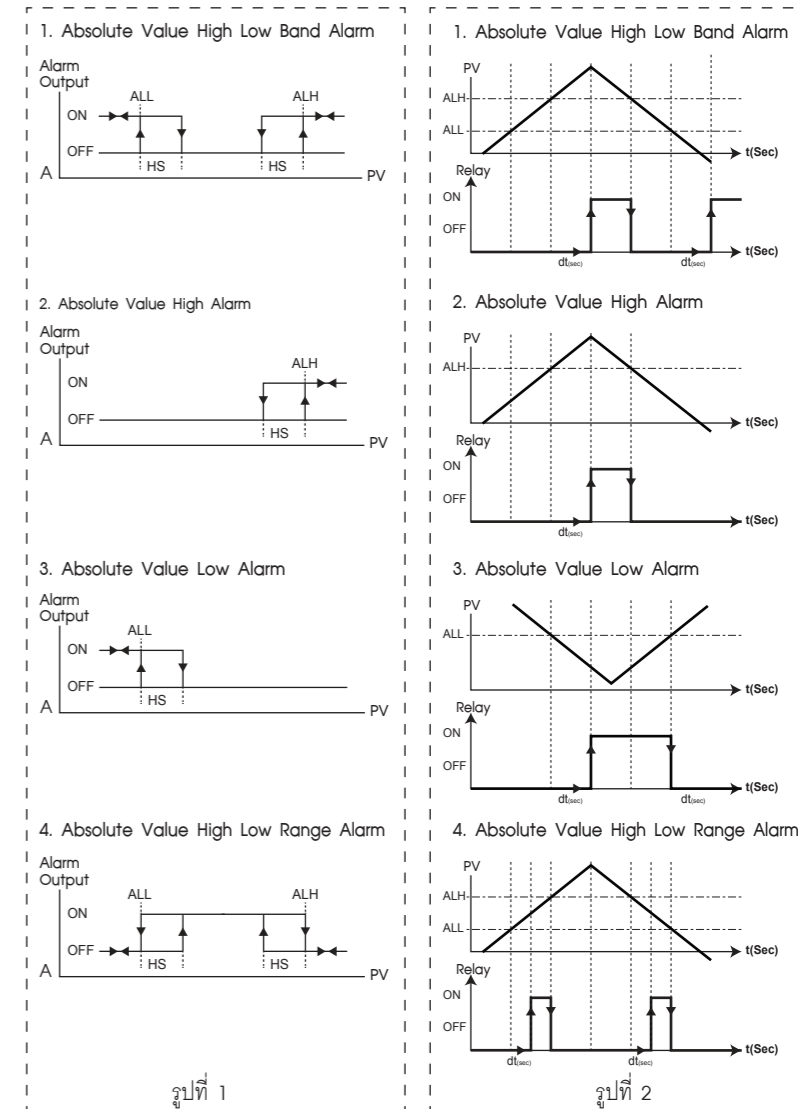 1. Absolute Value High Low Band Alarm
Alarm
Output
ALL
ALH
ON
OFF
HS
HS
A
PV
2. Absolute Value High Alarm
Alarm
Output
ALH
ON
OFF
HS
A
PV
3. Absolute Value Low Alarm
Alarm
Output
ALL
ON
OFF
HS
A
PV
4. Absolute Value High Low Range Alarm
Alarm
Output
ALL
ALH
ON
OFF
HS
HS
A
PV
รูปที่ 1
1. Absolute Value High Low Band Alarm
PV
ALH
ALL
t(Sec)
Relay
ON
OFF
t(Sec)
dt(sec)
dt(sec)
2. Absolute Value High Alarm
PV
ALH
t(Sec)
Relay
ON
OFF
t(Sec)
dt(sec)
3. Absolute Value Low Alarm
PV
ALL
t(Sec)
Relay
ON
OFF
t(Sec)
dt(sec)
dt(sec)
4. Absolute Value High Low Range Alarm
PV
ALH
ALL
t(Sec)
Relay
ON
OFF
t(Sec)
dt(sec)
dt(sec)
รูปที่ 2